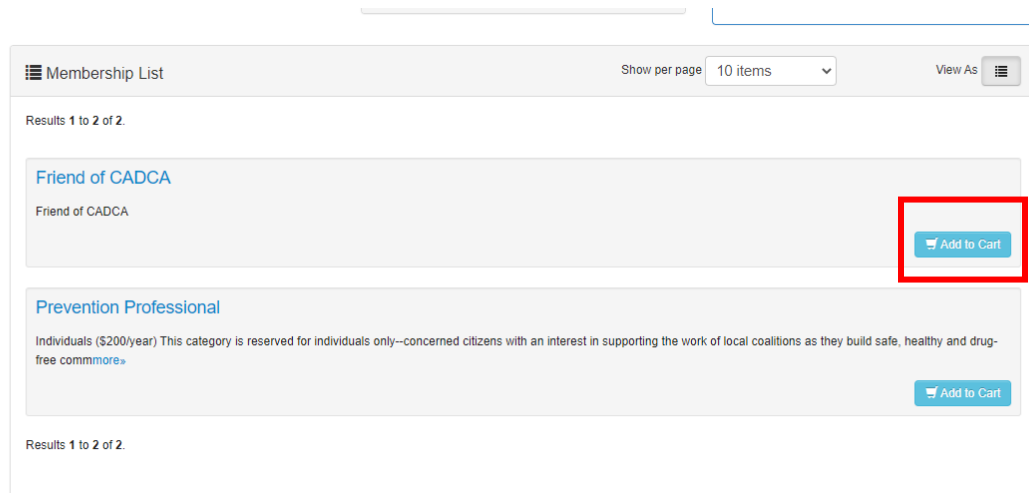 Membership List
Show per page 10 items
View As
Results 1 to 2 of 2.
Friend of CADCA
Friend of CADCA
Add to Cart
Prevention Professional
Individuals ($200/year) This category is reserved for individuals only--concerned citizens with an interest in supporting the work of local coalitions as they build safe, healthy and drug-
free commmore»
Add to Cart
Results 1 to 2 of 2.